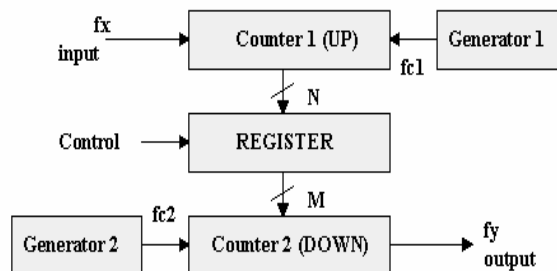 fx
input
Counter 1 (UP)
fc1
Generator 1
N
Control
REGISTER
M
Generator 2
fc2
Counter 2 (DOWN)
fy
output